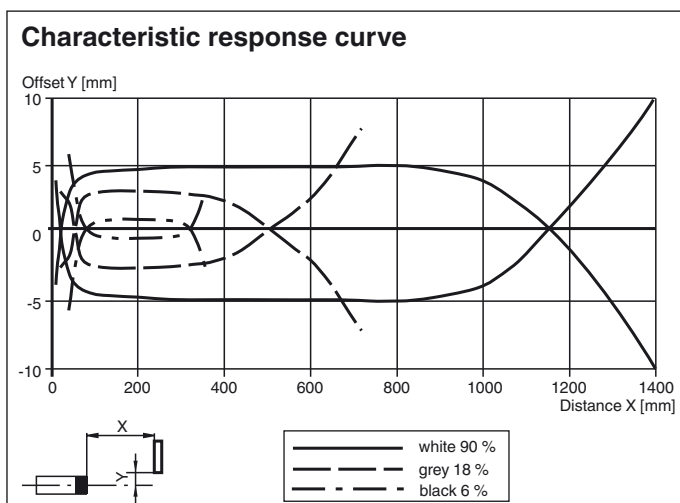 Characteristic response curve
Offset Y [mm]
10
5
0
-5
-10
0 200 400 600 800 1000 1200 1400
Distance X [mm]
X
Y
white 90 %
grey 18 %
black 6 %